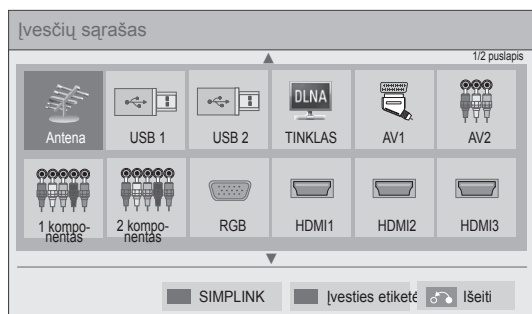 Įvesčių sąrašas
1/2 puslapis
DLNA
Antena
USB 1
USB 2
TINKLAS
AV1
AV2
1 kompo-
nentas
2 kompo-
nentas
RGB
HDMI1
HDMI2
HDMI3
SIMPLINK
Įvesties etiketė
Išeiti